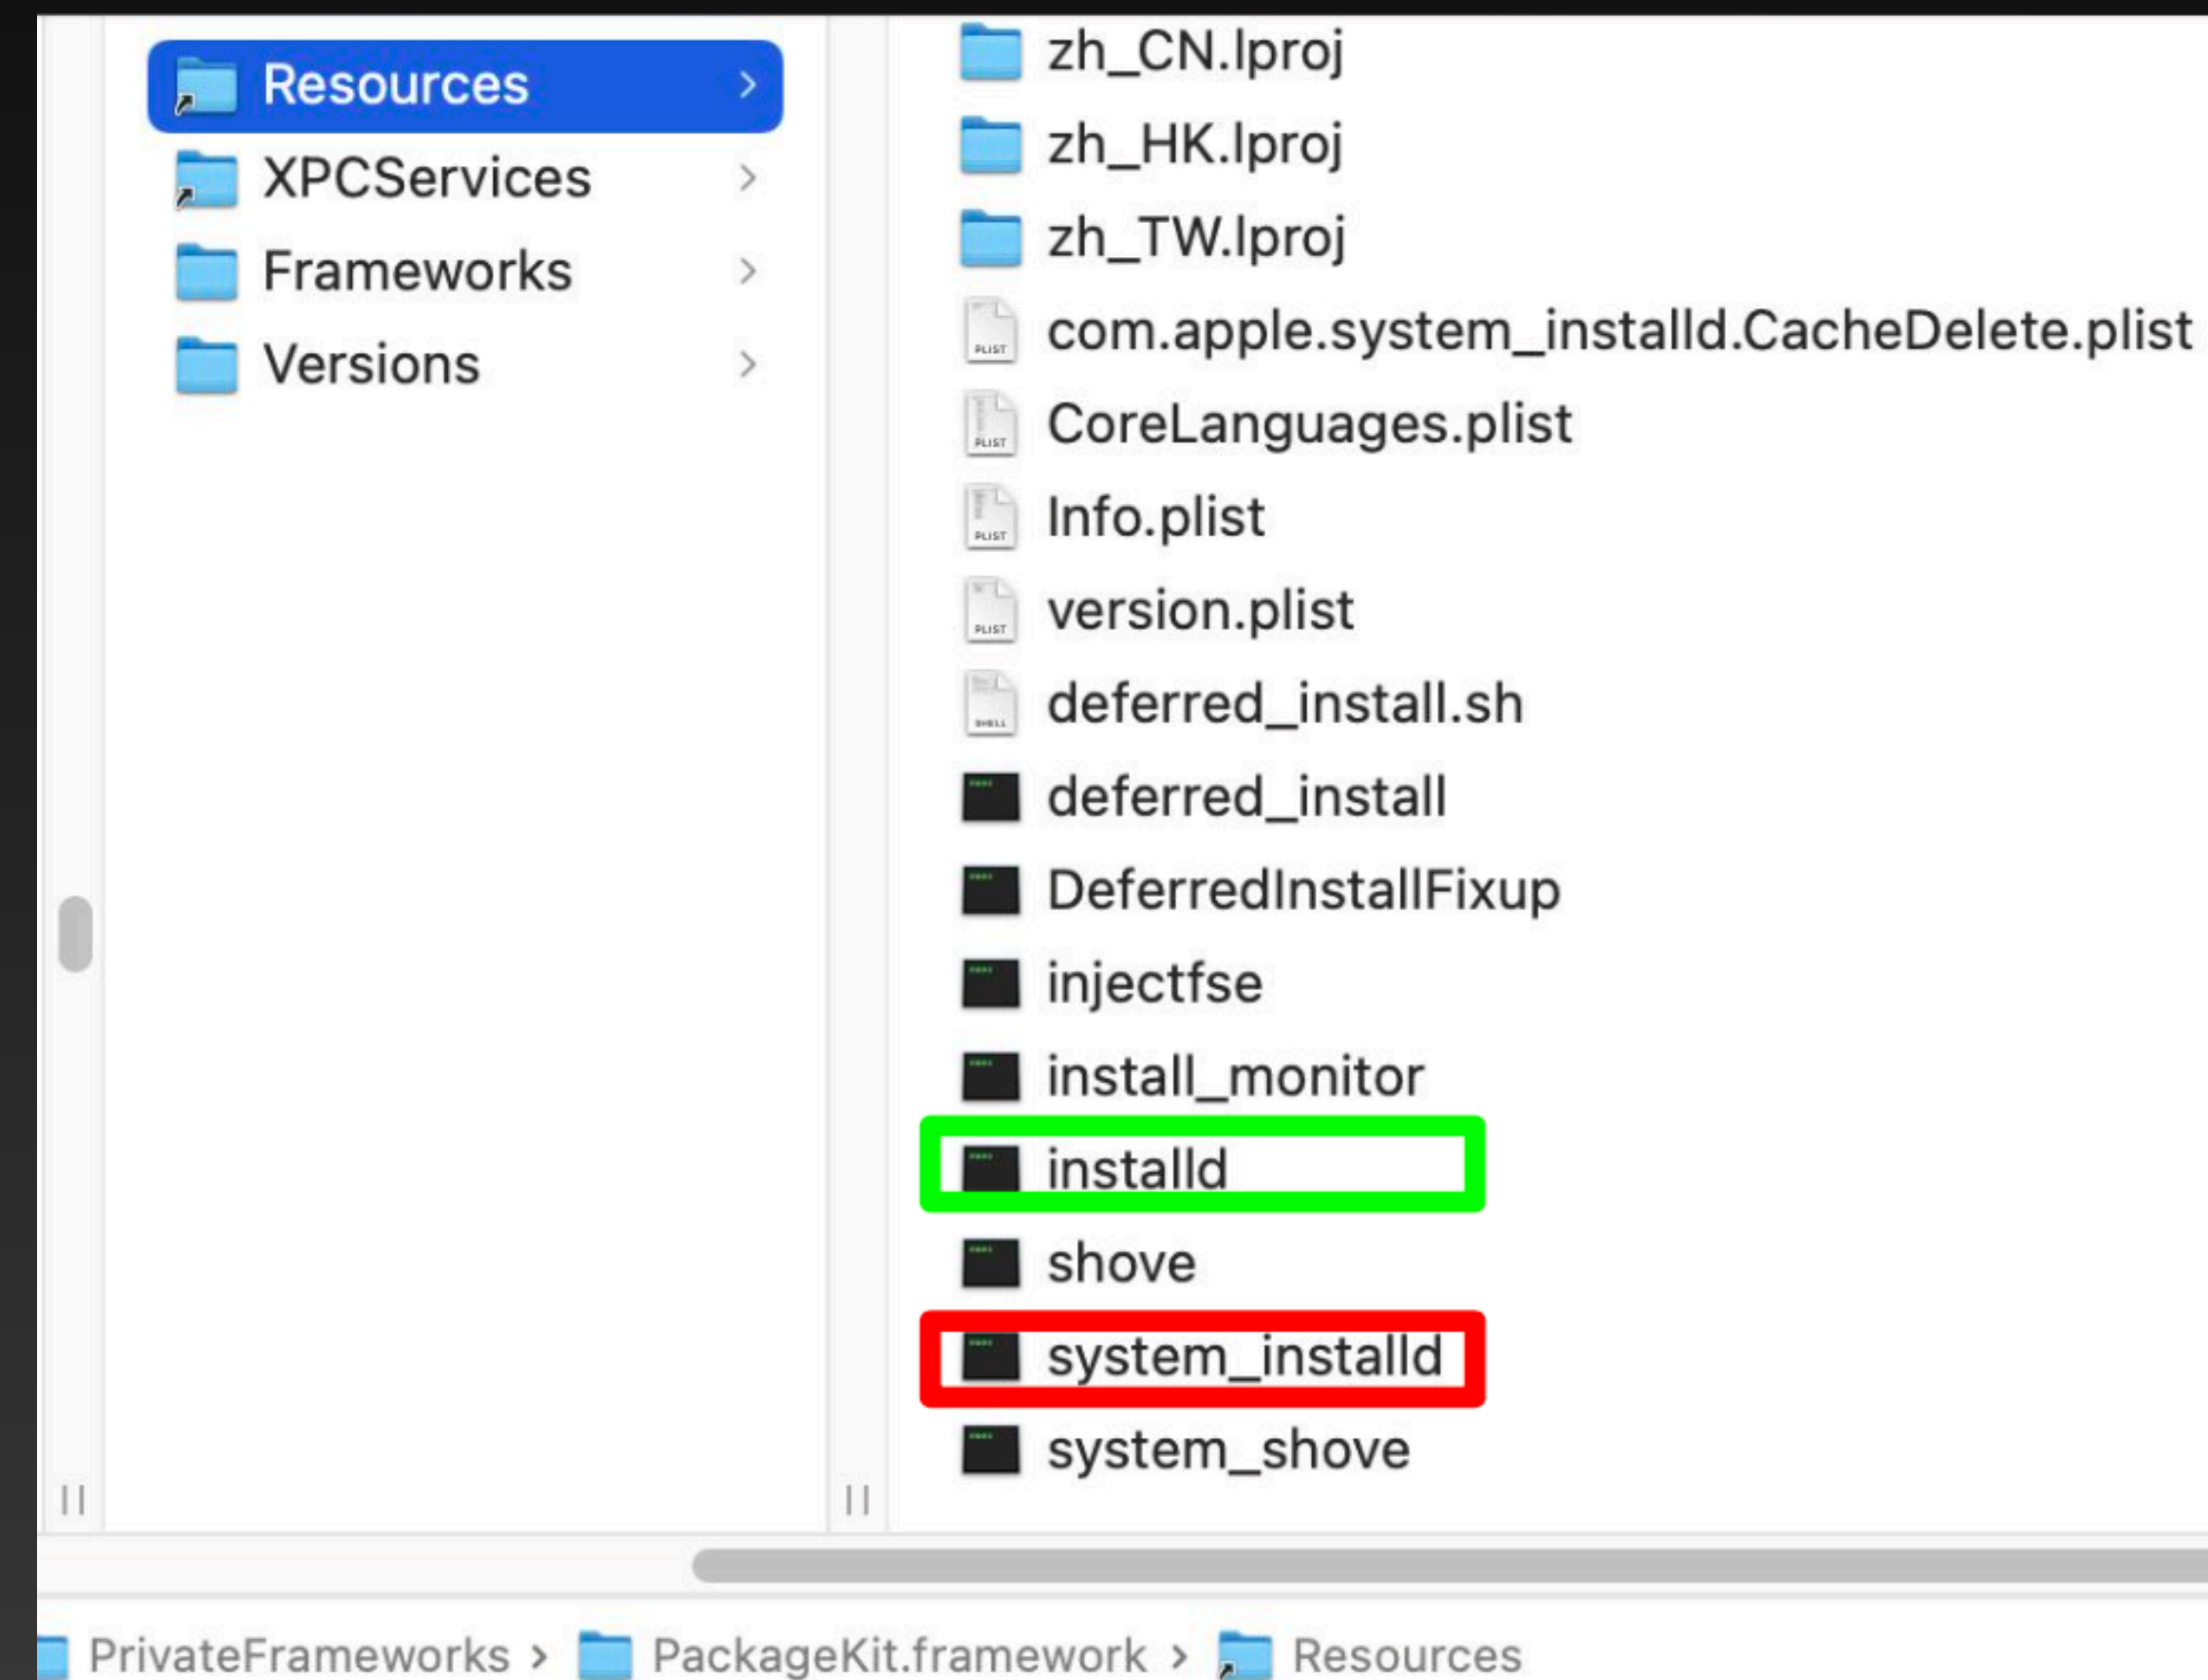 Resources
XPCServices
Frameworks
Versions
zh_CN.lproj
zh_HK.lproj
zh_TW.lproj
com.apple.system_installd.CacheDelete.plist
CoreLanguages.plist
Info.plist
version.plist
deferred_install.sh
deferred_install
DeferredInstallFixup
injectfse
install_monitor
installd
shove
system_installd
system_shove
PrivateFrameworks › PackageKit.framework › Resources